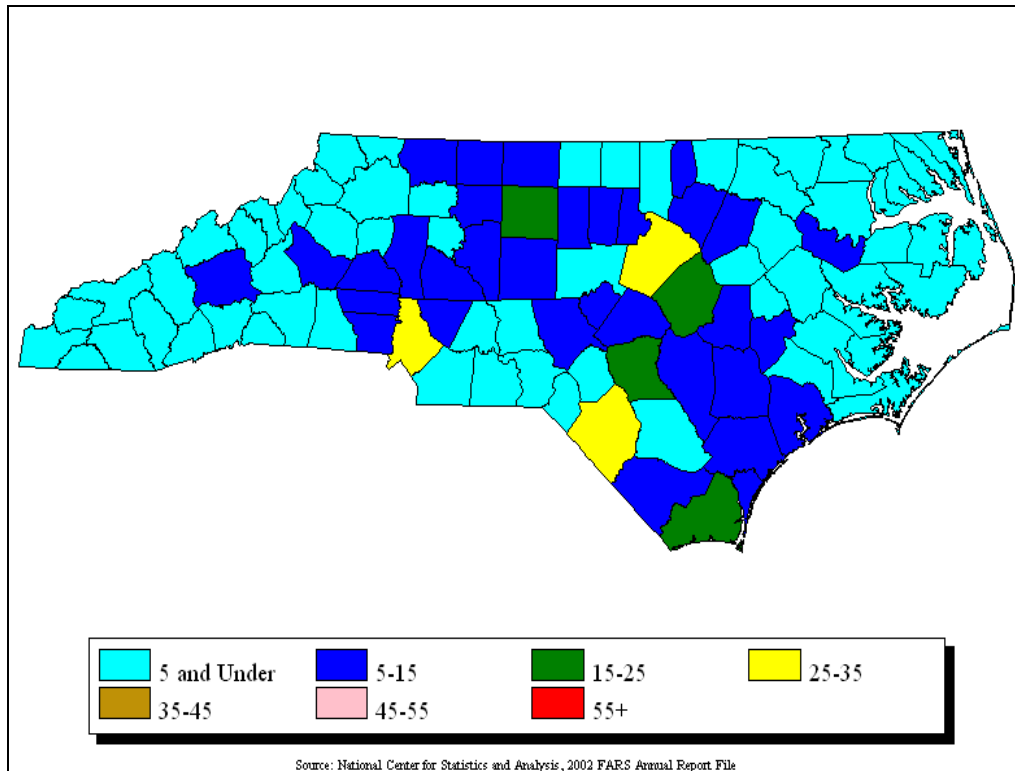 5 and Under 5-15 15-25 25-35
35-45 45-55 55+
Source: National Center for Statistics and Analysis, 2002 FARS Annual Report File